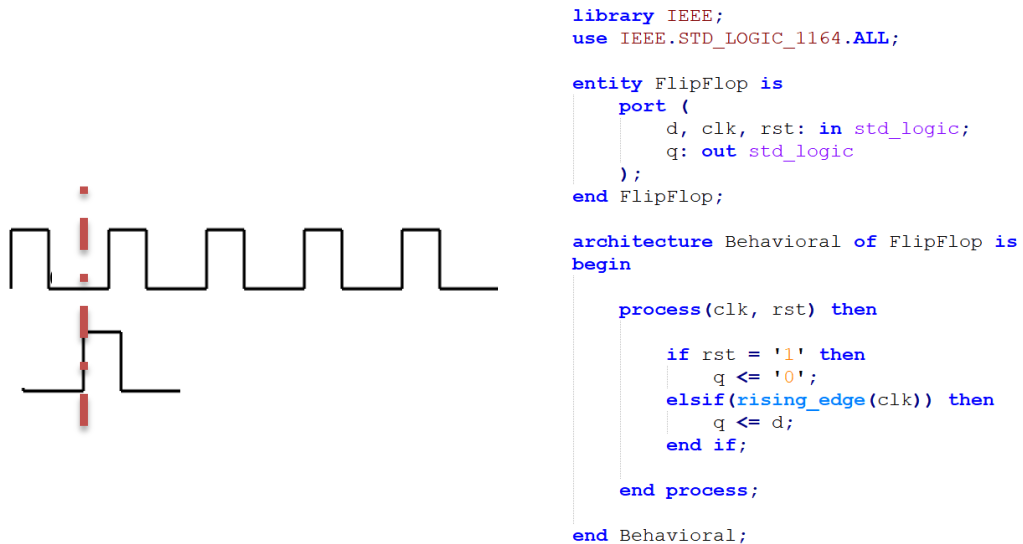 library IEEE;
use IEEE.STD_LOGIC_1164.ALL;
entity FlipFlop is
port (
d, clk, rst: in std_logic;
q: out std_logic
);
end FlipFlop;
architecture Behavioral of FlipFlop is
begin
process(clk, rst) then
if rst = '1' then
q <= '0';
elsif(rising_edge(clk)) then
q <= d;
end if;
end process;
end Behavioral;